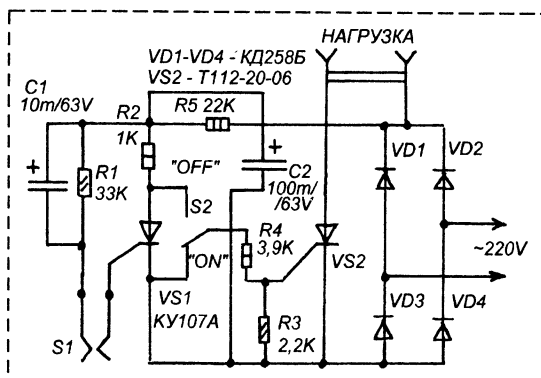 НАГРУЗКА
VD1-VD4 - КД258Б
VS2 - Т112-20-06
C1
10m/63V
R2
1K
R5 22K
"OFF"
C2
100m/
/63V
VD1
VD2
+
+
R1
33K
S2
R4
3,9K
~220V
"ON"
VS2
VS1
КУ107А
VD3
VD4
R3
2,2K
S1